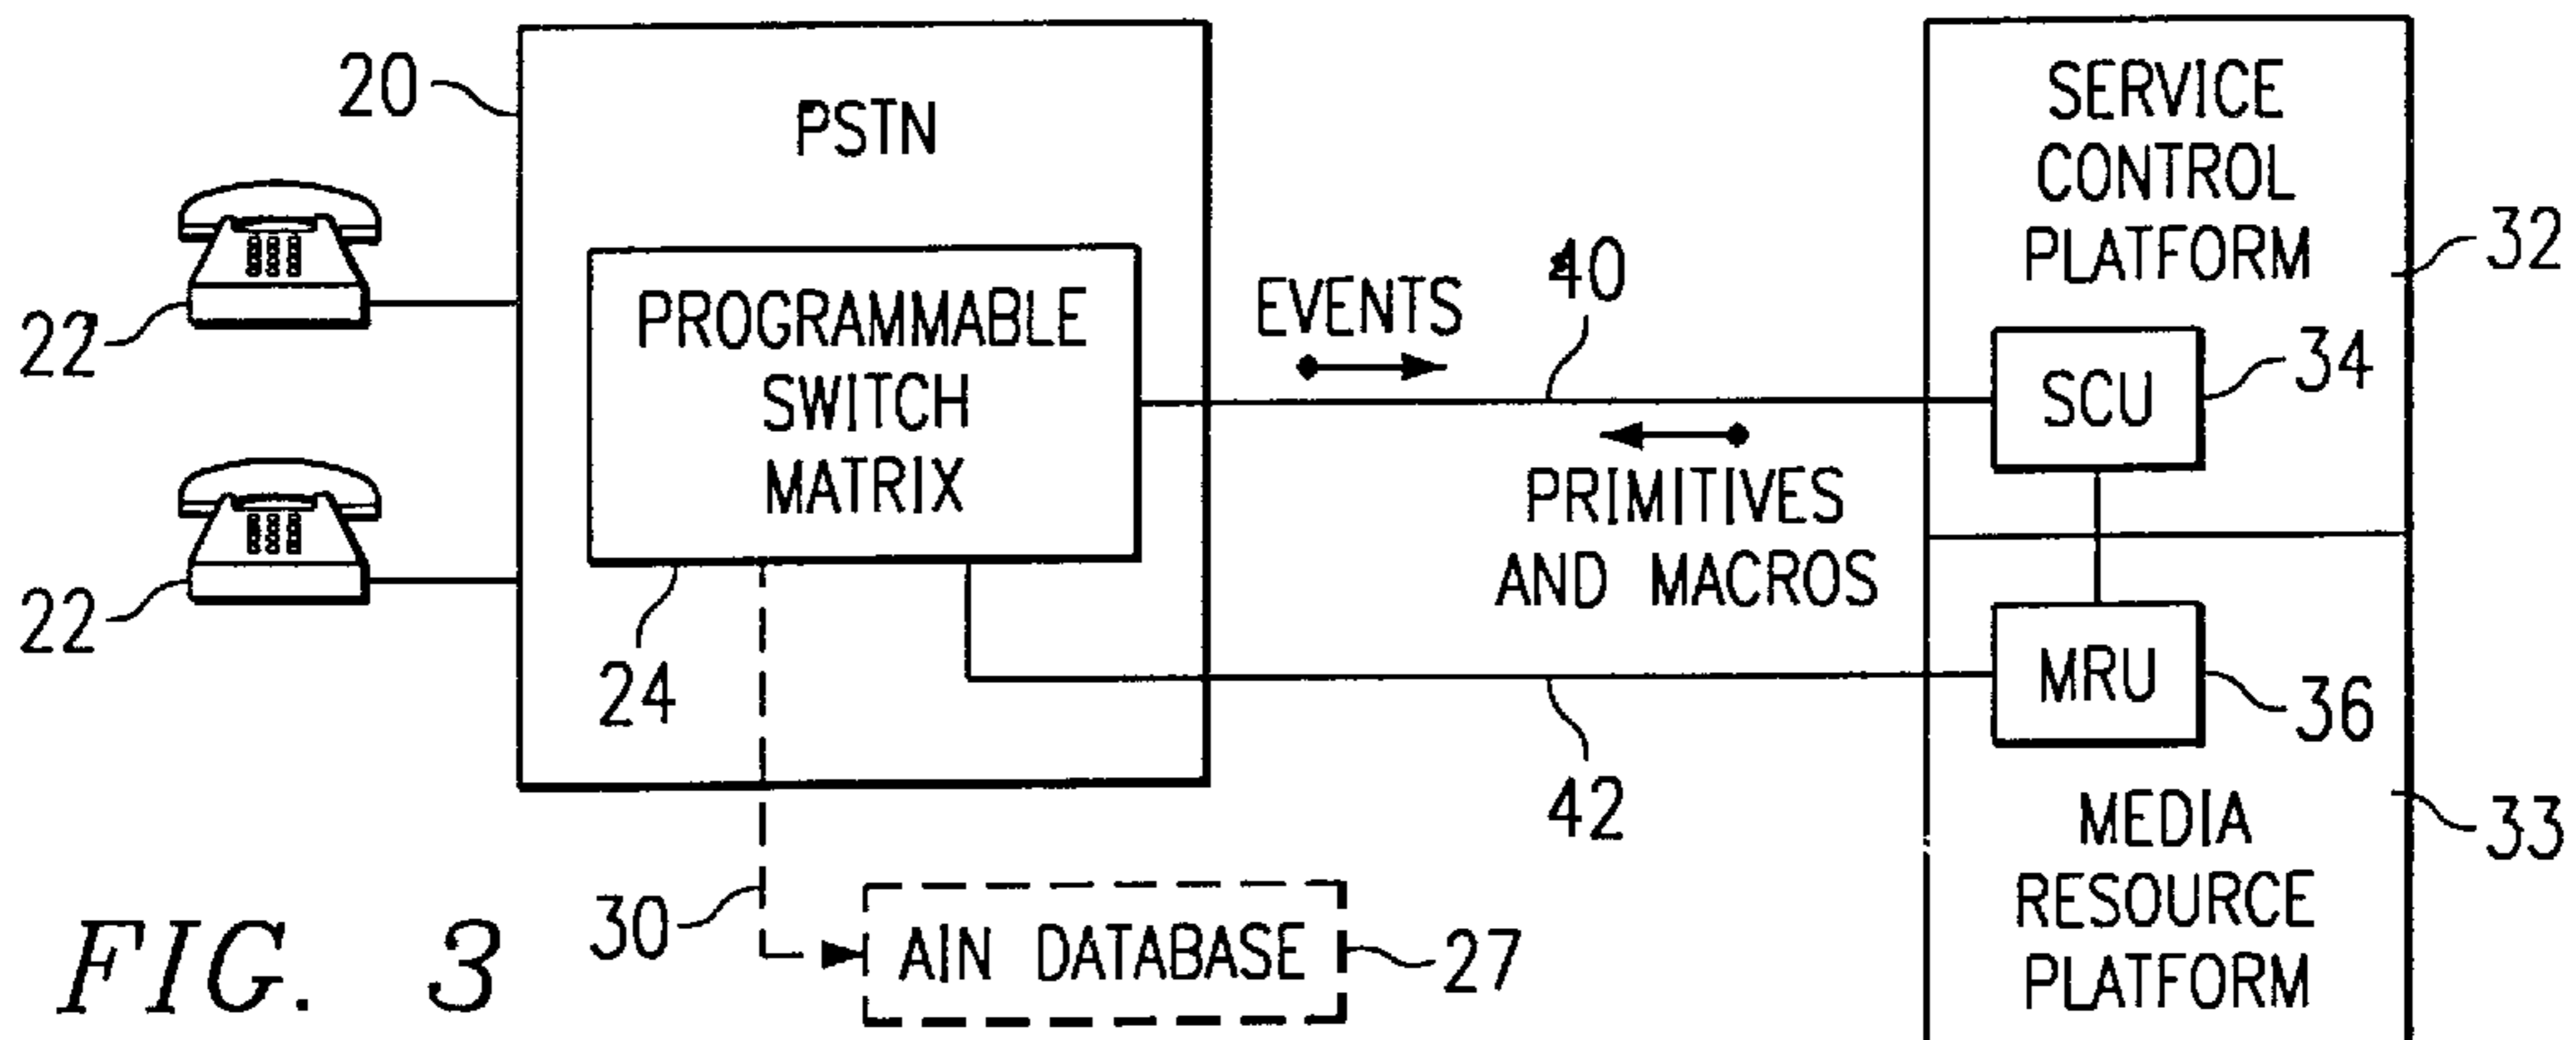 20
PSTN
PROGRAMMABLE
SWITCH
MATRIX
22
22
24
EVENTS
40
PRIMITIVES
AND MACROS
42
SERVICE
CONTROL
PLATFORM
32
SCU
34
MRU
36
MEDIA
RESOURCE
PLATFORM
33
30
AIN DATABASE
27
FIG. 3